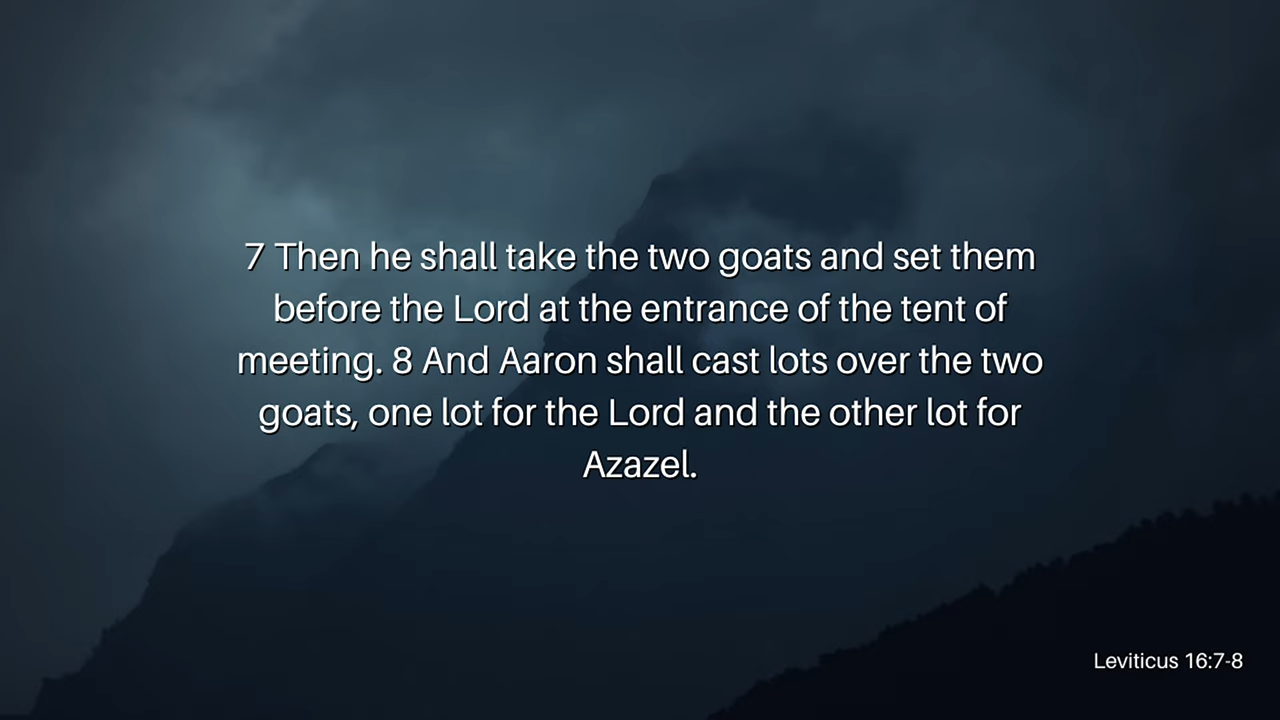 7 Then he shall take the two goats and set them
before the Lord at the entrance of the tent of
meeting. 8 And Aaron shall cast lots over the two
goats, one lot for the Lord and the other lot for
Azazel.
Leviticus 16:7-8